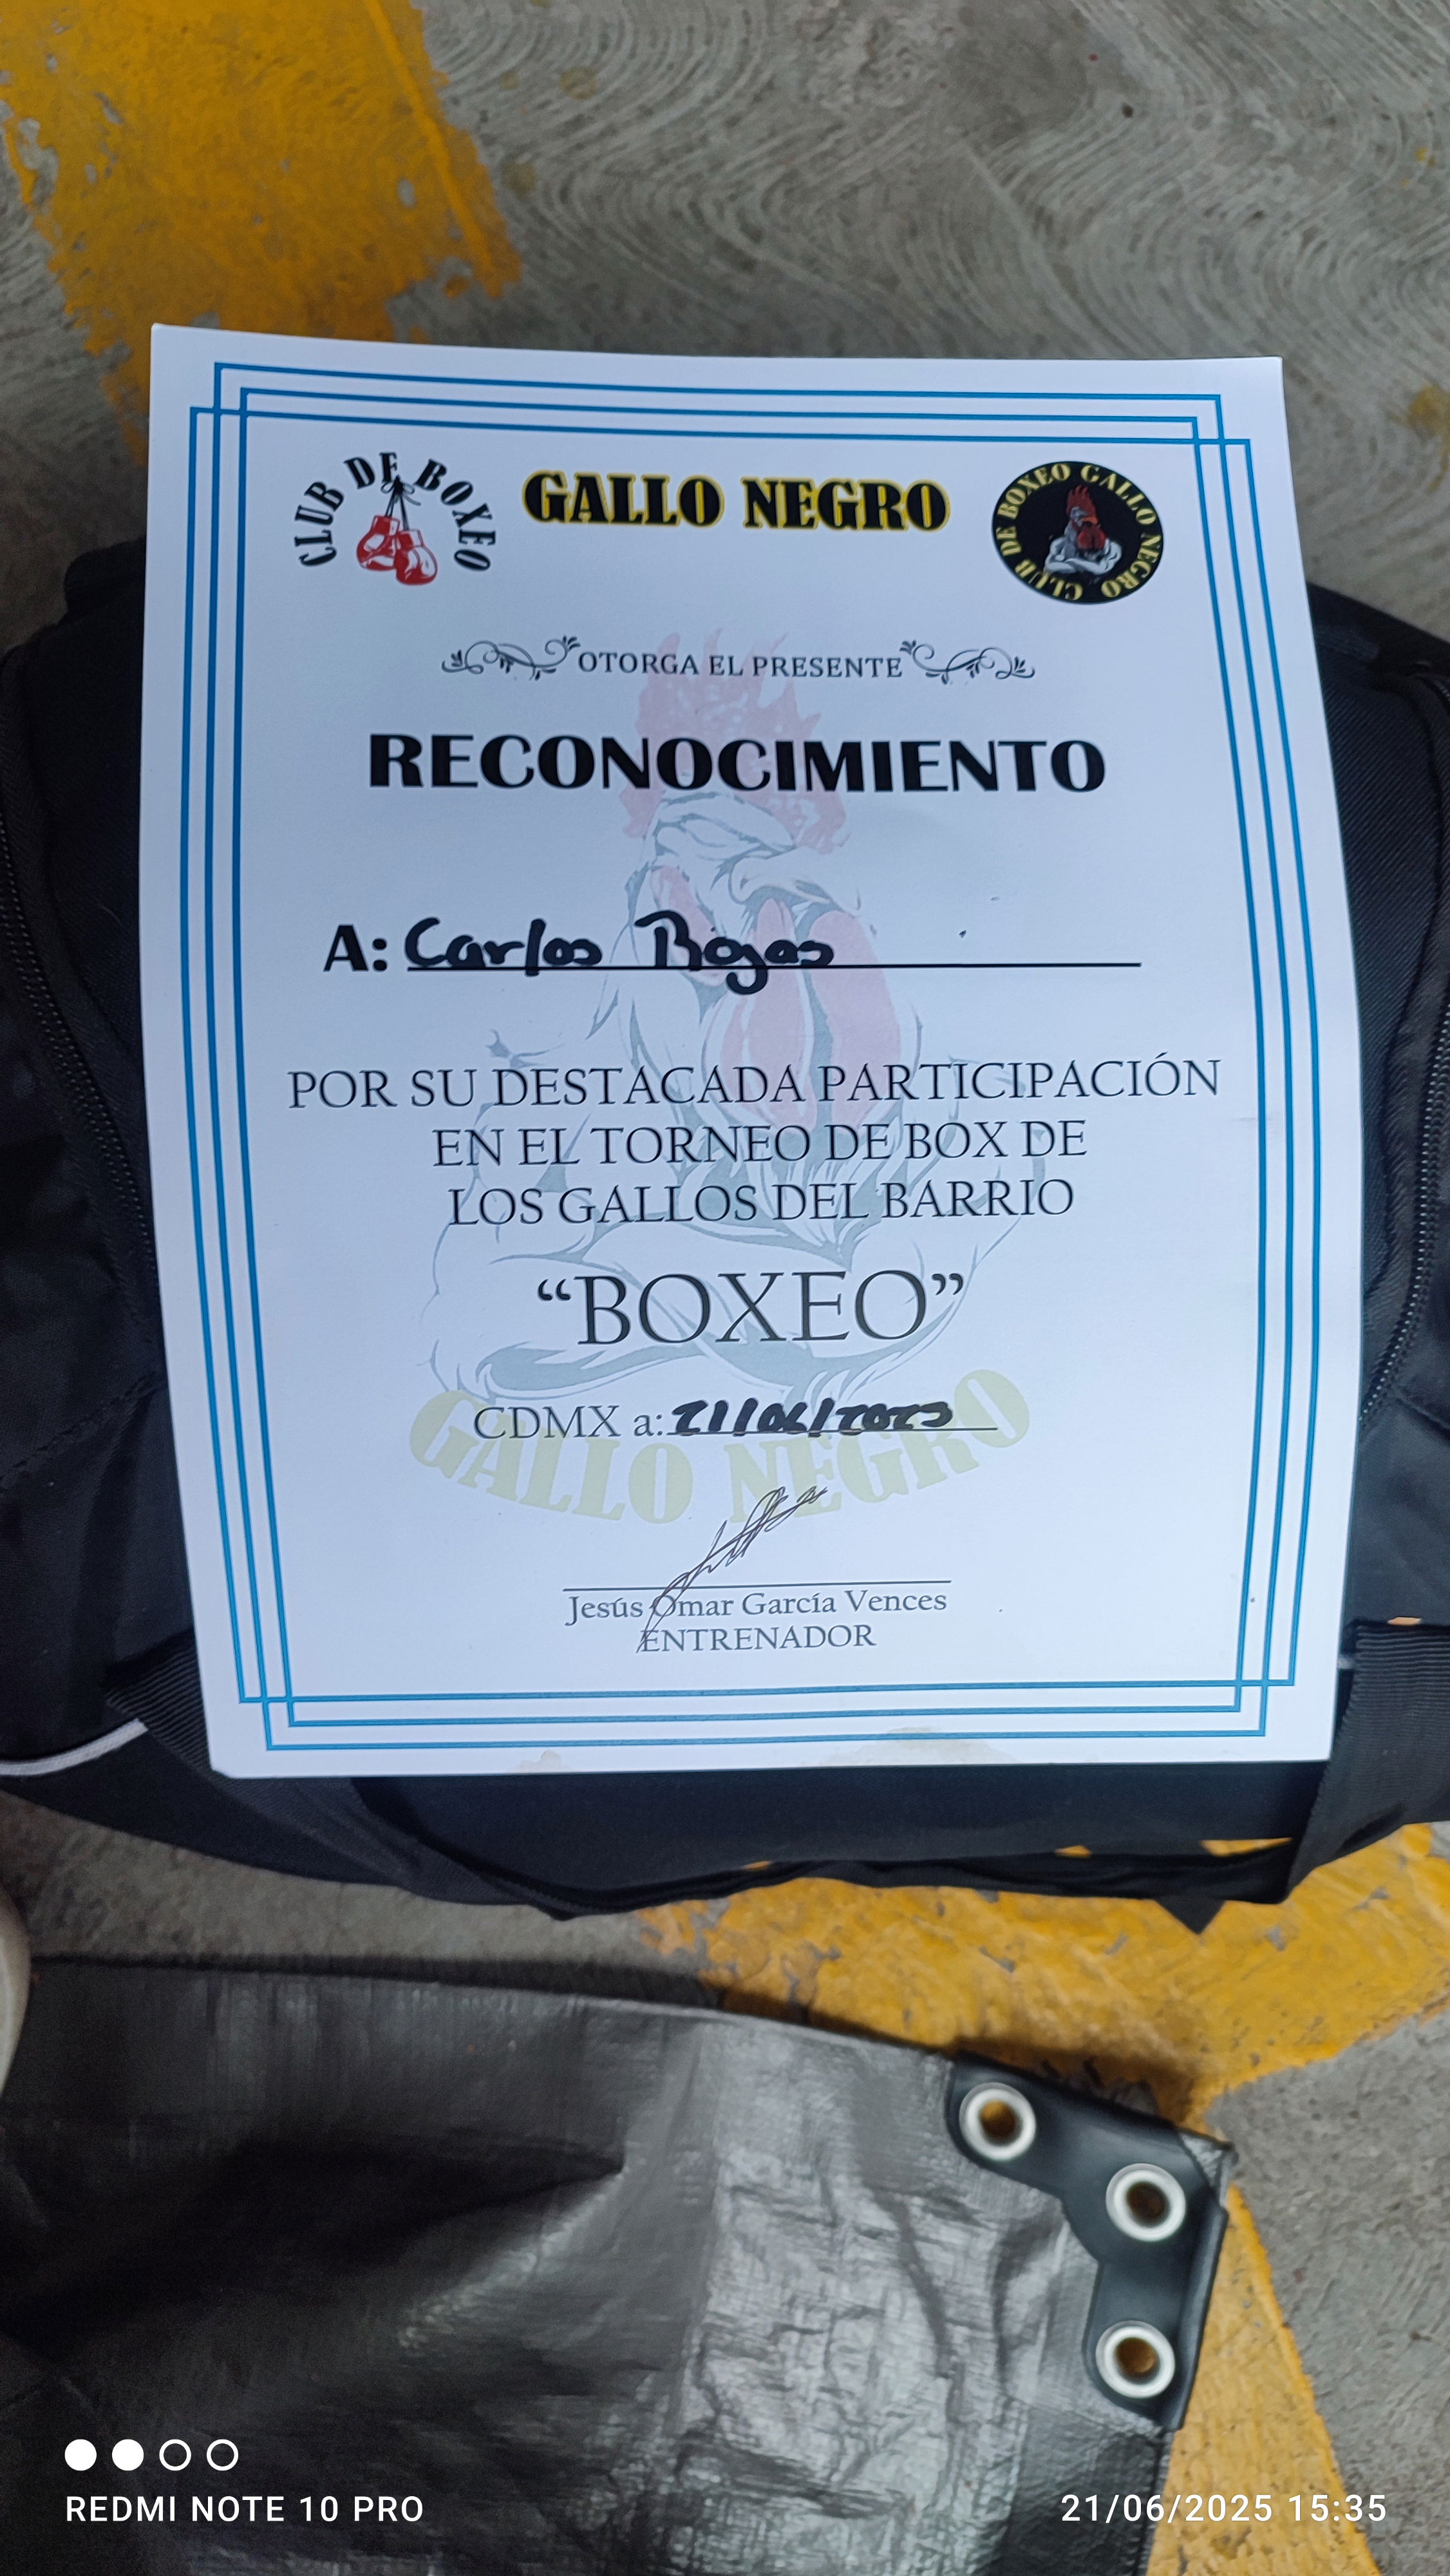 CLUB DE BOXEO
GALLO NEGRO
CLUB DE BOXEO GALLO NEGRO
OTORGA EL PRESENTE
RECONOCIMIENTO
A: Carlos Rojas
POR SU DESTACADA PARTICIPACIÓN
EN EL TORNEO DE BOX DE
LOS GALLOS DEL BARRIO
“BOXEO”
CDMX a: 21/06/2025
GALLO NEGRO
Jesús Omar García Vences
ENTRENADOR
REDMI NOTE 10 PRO
21/06/2025 15:35